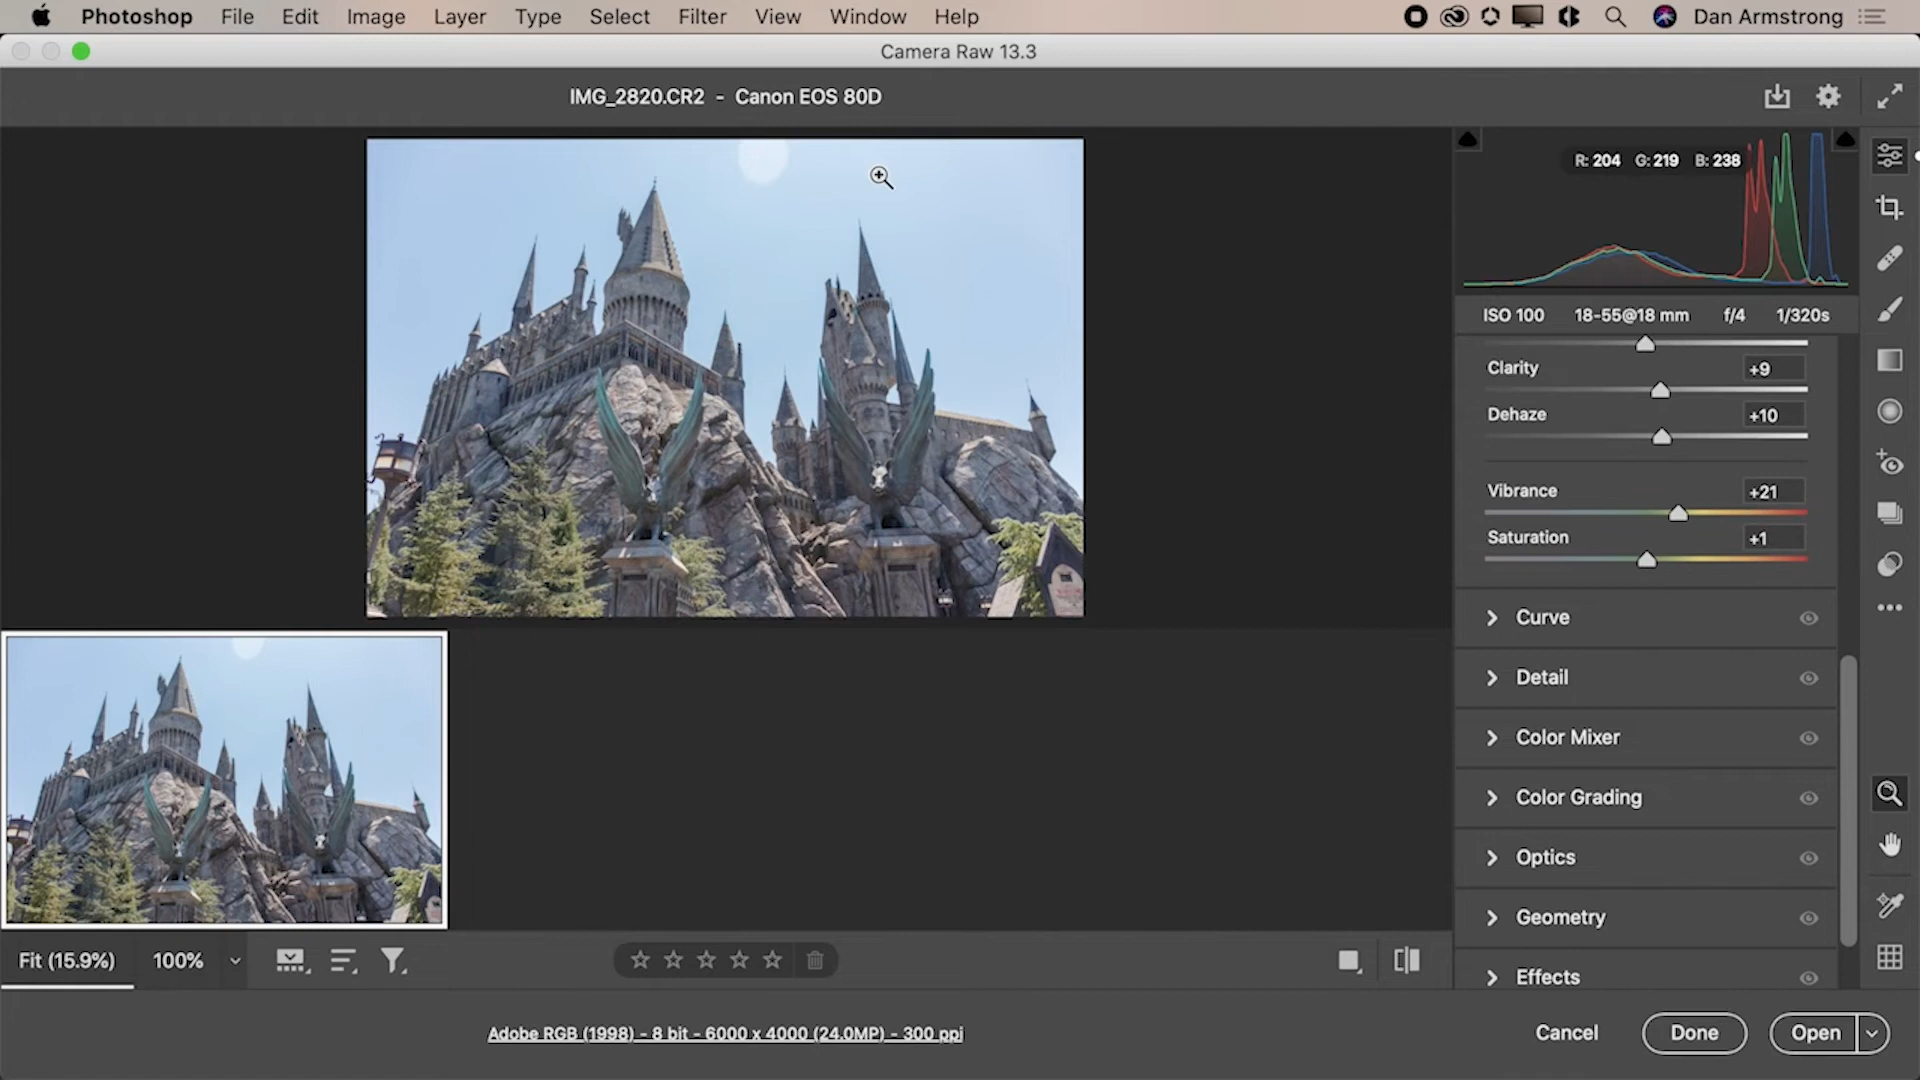 Photoshop File Edit Image Layer Type Select Filter View Window Help Dan Armstrong
Camera Raw 13.3
IMG_2820.CR2 - Canon EOS 80D
R: 204 G: 219 B: 238
ISO 100 18-55@18 mm f/4 1/320s
Clarity +9
Dehaze +10
Vibrance +21
Saturation +1
Curve
Detail
Color Mixer
Color Grading
Optics
Geometry
Effects
Fit (15.9%) 100%
Adobe RGB (1998) - 8 bit - 6000 x 4000 (24.0MP) - 300 ppi
Cancel Done Open